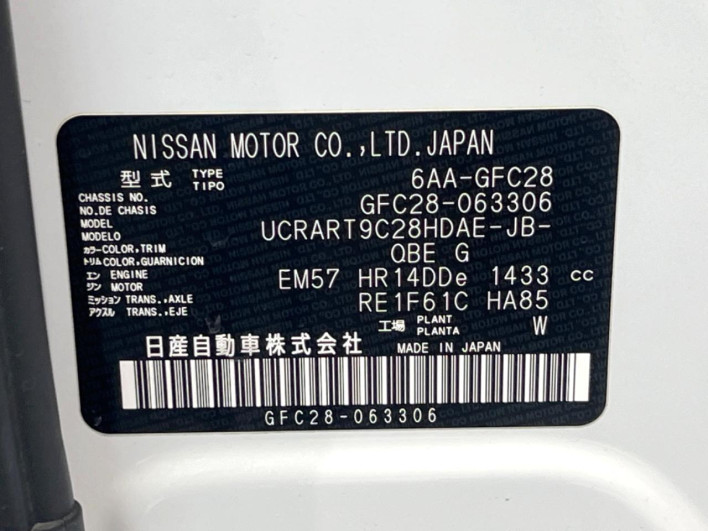 NISSAN MOTOR CO.,LTD.JAPAN
型式 TYPE TIPO 6AA-GFC28
CHASSIS NO. NO.DE CHASIS GFC28-063306
MODEL MODELO UCRART9C28HDAE-JB-
カラー COLOR,TRIM トリム COLOR,GUARNICION QBE G
エン ENGINE ジン MOTOR EM57 HR14DDe 1433 cc
ミッション TRANS.,AXLE アクスル TRANS.,EJE RE1F61C HA85
工場 PLANT PLANTA W
日産自動車株式会社 MADE IN JAPAN
GFC28-063306